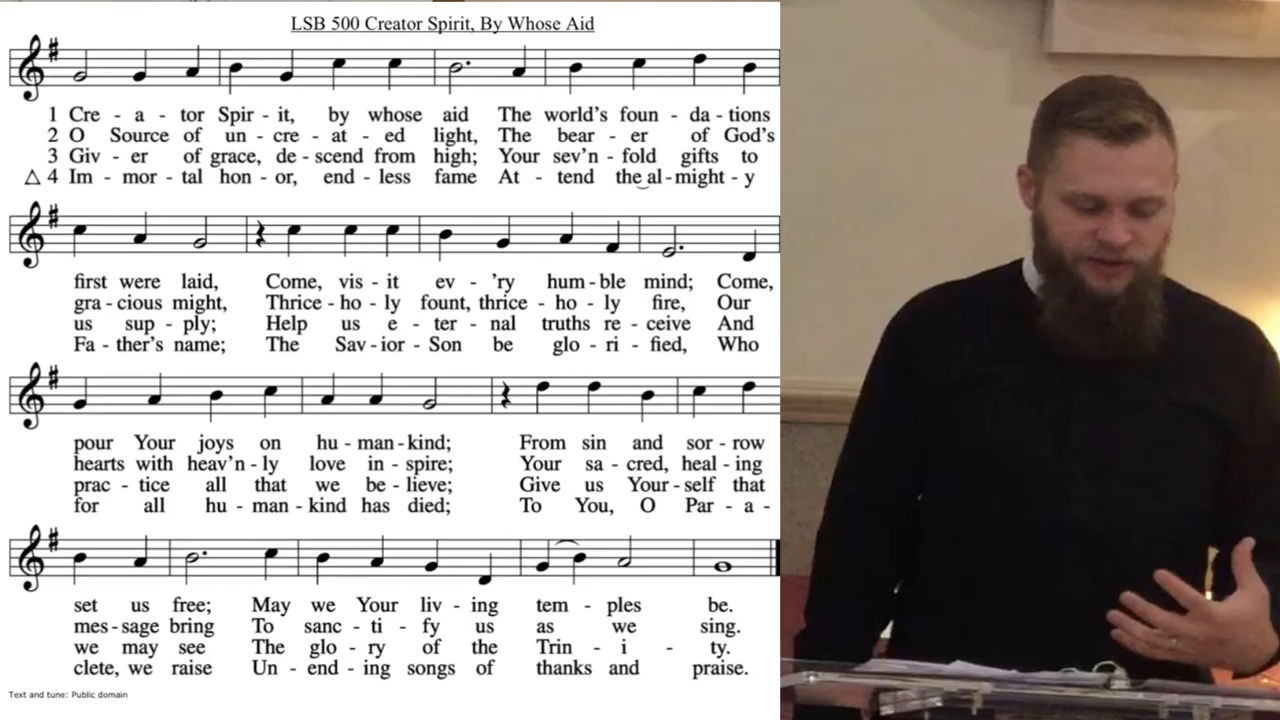 LSB 500 Creator Spirit, By Whose Aid
1 Cre - a - tor Spir - it, by whose aid The world's foun - da - tions
2 O Source of un - cre - at - ed light, The bear - er of God's
3 Giv - er of grace, de - scend from high; Your sev'n - fold gifts to
△ 4 Im - mor - tal hon - or, end - less fame At - tend the al - might - y
first were laid, Come, vis - it ev - 'ry hum - ble mind; Come,
gra - cious might, Thrice - ho - ly fount, thrice - ho - ly fire, Our
us sup - ply; Help us e - ter - nal truths re - ceive And
Fa - ther's name; The Sav - ior - Son be glo - ri - fied, Who
pour Your joys on hu - man - kind; From sin and sor - row
hearts with heav'n - ly love in - spire; Your sa - cred, heal - ing
prac - tice all that we be - lieve; Give us Your - self that
for all hu - man - kind has died; To You, O Par - a -
set us free; May we Your liv - ing tem - ples be.
mes - sage bring To sanc - ti - fy us as we sing.
we may see The glo - ry of the Trin - i - ty.
clete, we raise Un - end - ing songs of thanks and praise.
Text and tune: Public domain